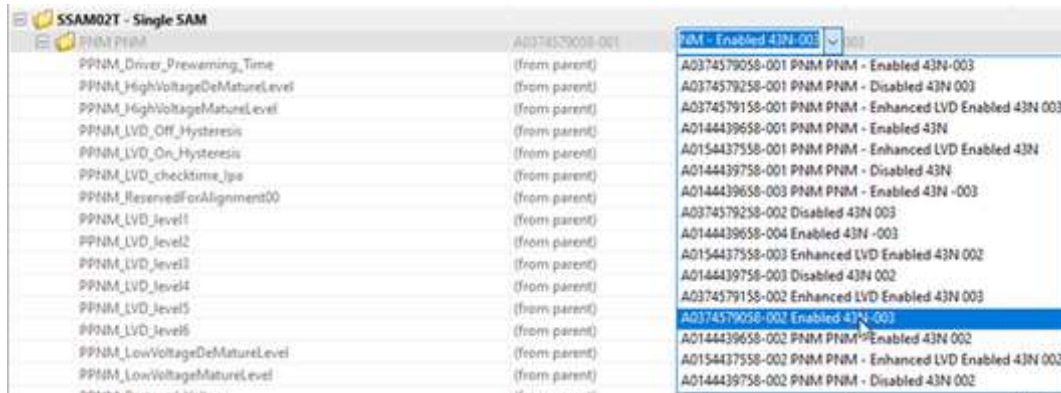 SSAM02T - Single SAM
PNM PNM A0374579058-001 NM - Enabled 43N-003 003
PPNM_Driver_Prewarning_Time (from parent) A0374579058-001 PNM PNM - Enabled 43N-003
PPNM_HighVoltageDeMatureLevel (from parent) A0374579258-001 PNM PNM - Disabled 43N 003
PPNM_HighVoltageMatureLevel (from parent) A0374579158-001 PNM PNM - Enhanced LVD Enabled 43N 003
PPNM_LVD_Off_Hysteresis (from parent) A0144439658-001 PNM PNM - Enabled 43N
PPNM_LVD_On_Hysteresis (from parent) A0154437558-001 PNM PNM - Enhanced LVD Enabled 43N
PPNM_LVD_checktime_lpa (from parent) A0144439758-001 PNM PNM - Disabled 43N
PPNM_ReservedForAlignment00 (from parent) A0144439658-003 PNM PNM - Enabled 43N -003
PPNM_LVD_level1 (from parent) A0374579258-002 Disabled 43N 003
PPNM_LVD_level2 (from parent) A0144439658-004 Enabled 43N -003
PPNM_LVD_level3 (from parent) A0154437558-003 Enhanced LVD Enabled 43N 002
PPNM_LVD_level4 (from parent) A0144439758-003 Disabled 43N 002
PPNM_LVD_level5 (from parent) A0374579158-002 Enhanced LVD Enabled 43N 003
PPNM_LVD_level6 (from parent) A0374579058-002 Enabled 43N-003
PPNM_LowVoltageDeMatureLevel (from parent) A0144439658-002 PNM PNM - Enabled 43N 002
PPNM_LowVoltageMatureLevel (from parent) A0154437558-002 PNM PNM - Enhanced LVD Enabled 43N 002
A0144439758-002 PNM PNM - Disabled 43N 002